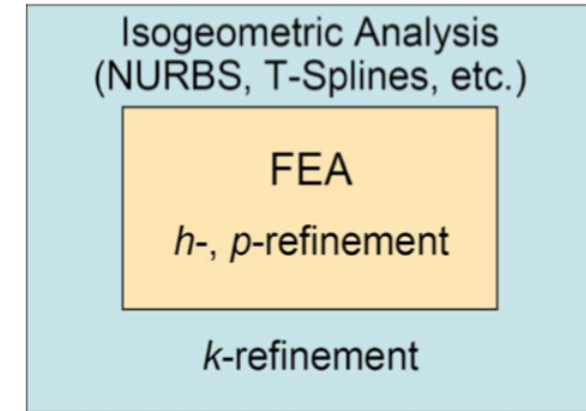 Isogeometric Analysis
(NURBS, T-Splines, etc.)
FEA
h-, p-refinement
k-refinement